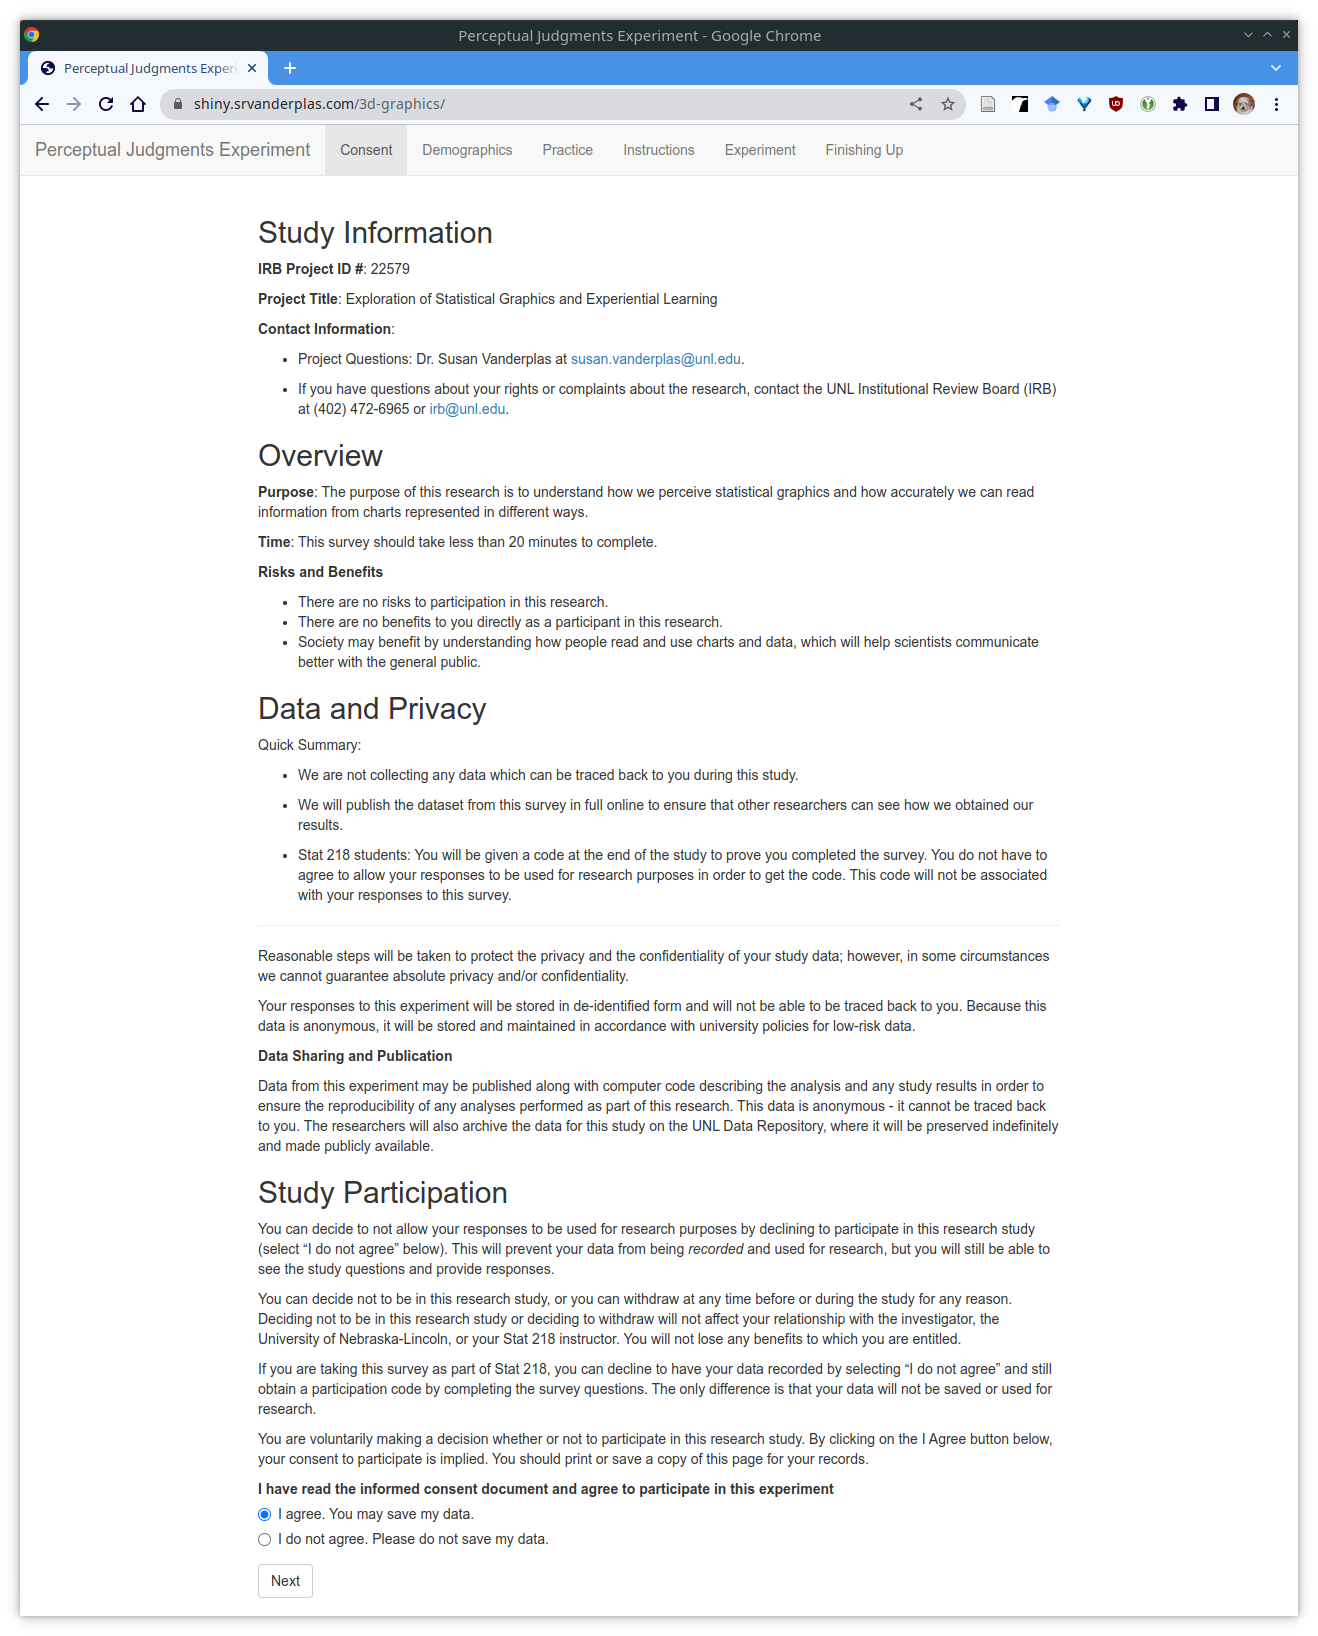 Perceptual Judgments Experiment - Google Chrome
Perceptual Judgments Experi
shiny.srvanderplas.com/3d-graphics/
Perceptual Judgments Experiment Consent Demographics Practice Instructions Experiment Finishing Up
Study Information
IRB Project ID #: 22579
Project Title: Exploration of Statistical Graphics and Experiential Learning
Contact Information:
• Project Questions: Dr. Susan Vanderplas at susan.vanderplas@unl.edu.
• If you have questions about your rights or complaints about the research, contact the UNL Institutional Review Board (IRB)
at (402) 472-6965 or irb@unl.edu.
Overview
Purpose: The purpose of this research is to understand how we perceive statistical graphics and how accurately we can read
information from charts represented in different ways.
Time: This survey should take less than 20 minutes to complete.
Risks and Benefits
• There are no risks to participation in this research.
• There are no benefits to you directly as a participant in this research.
• Society may benefit by understanding how people read and use charts and data, which will help scientists communicate
better with the general public.
Data and Privacy
Quick Summary:
• We are not collecting any data which can be traced back to you during this study.
• We will publish the dataset from this survey in full online to ensure that other researchers can see how we obtained our
results.
• Stat 218 students: You will be given a code at the end of the study to prove you completed the survey. You do not have to
agree to allow your responses to be used for research purposes in order to get the code. This code will not be associated
with your responses to this survey.
Reasonable steps will be taken to protect the privacy and the confidentiality of your study data; however, in some circumstances
we cannot guarantee absolute privacy and/or confidentiality.
Your responses to this experiment will be stored in de-identified form and will not be able to be traced back to you. Because this
data is anonymous, it will be stored and maintained in accordance with university policies for low-risk data.
Data Sharing and Publication
Data from this experiment may be published along with computer code describing the analysis and any study results in order to
ensure the reproducibility of any analyses performed as part of this research. This data is anonymous - it cannot be traced back
to you. The researchers will also archive the data for this study on the UNL Data Repository, where it will be preserved indefinitely
and made publicly available.
Study Participation
You can decide to not allow your responses to be used for research purposes by declining to participate in this research study
(select “I do not agree” below). This will prevent your data from being recorded and used for research, but you will still be able to
see the study questions and provide responses.
You can decide not to be in this research study, or you can withdraw at any time before or during the study for any reason.
Deciding not to be in this research study or deciding to withdraw will not affect your relationship with the investigator, the
University of Nebraska-Lincoln, or your Stat 218 instructor. You will not lose any benefits to which you are entitled.
If you are taking this survey as part of Stat 218, you can decline to have your data recorded by selecting “I do not agree” and still
obtain a participation code by completing the survey questions. The only difference is that your data will not be saved or used for
research.
You are voluntarily making a decision whether or not to participate in this research study. By clicking on the I Agree button below,
your consent to participate is implied. You should print or save a copy of this page for your records.
I have read the informed consent document and agree to participate in this experiment
I agree. You may save my data.
I do not agree. Please do not save my data.
Next